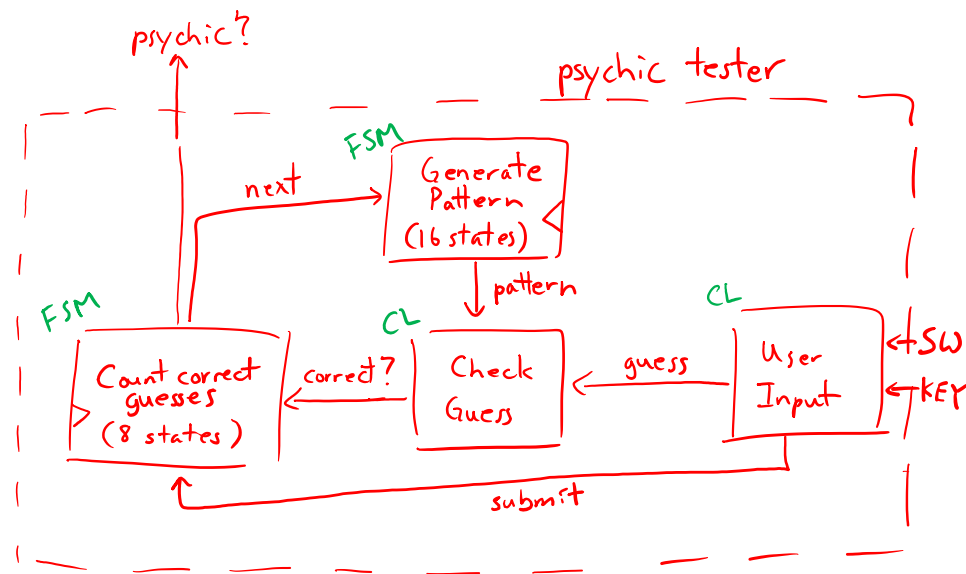 psychic?
psychic tester
FSM
Generate
Pattern
(16 states)
next
pattern
FSM
CL
CL
Count correct
guesses
(8 states)
correct?
Check
Guess
guess
User
Input
SW
KEY
submit